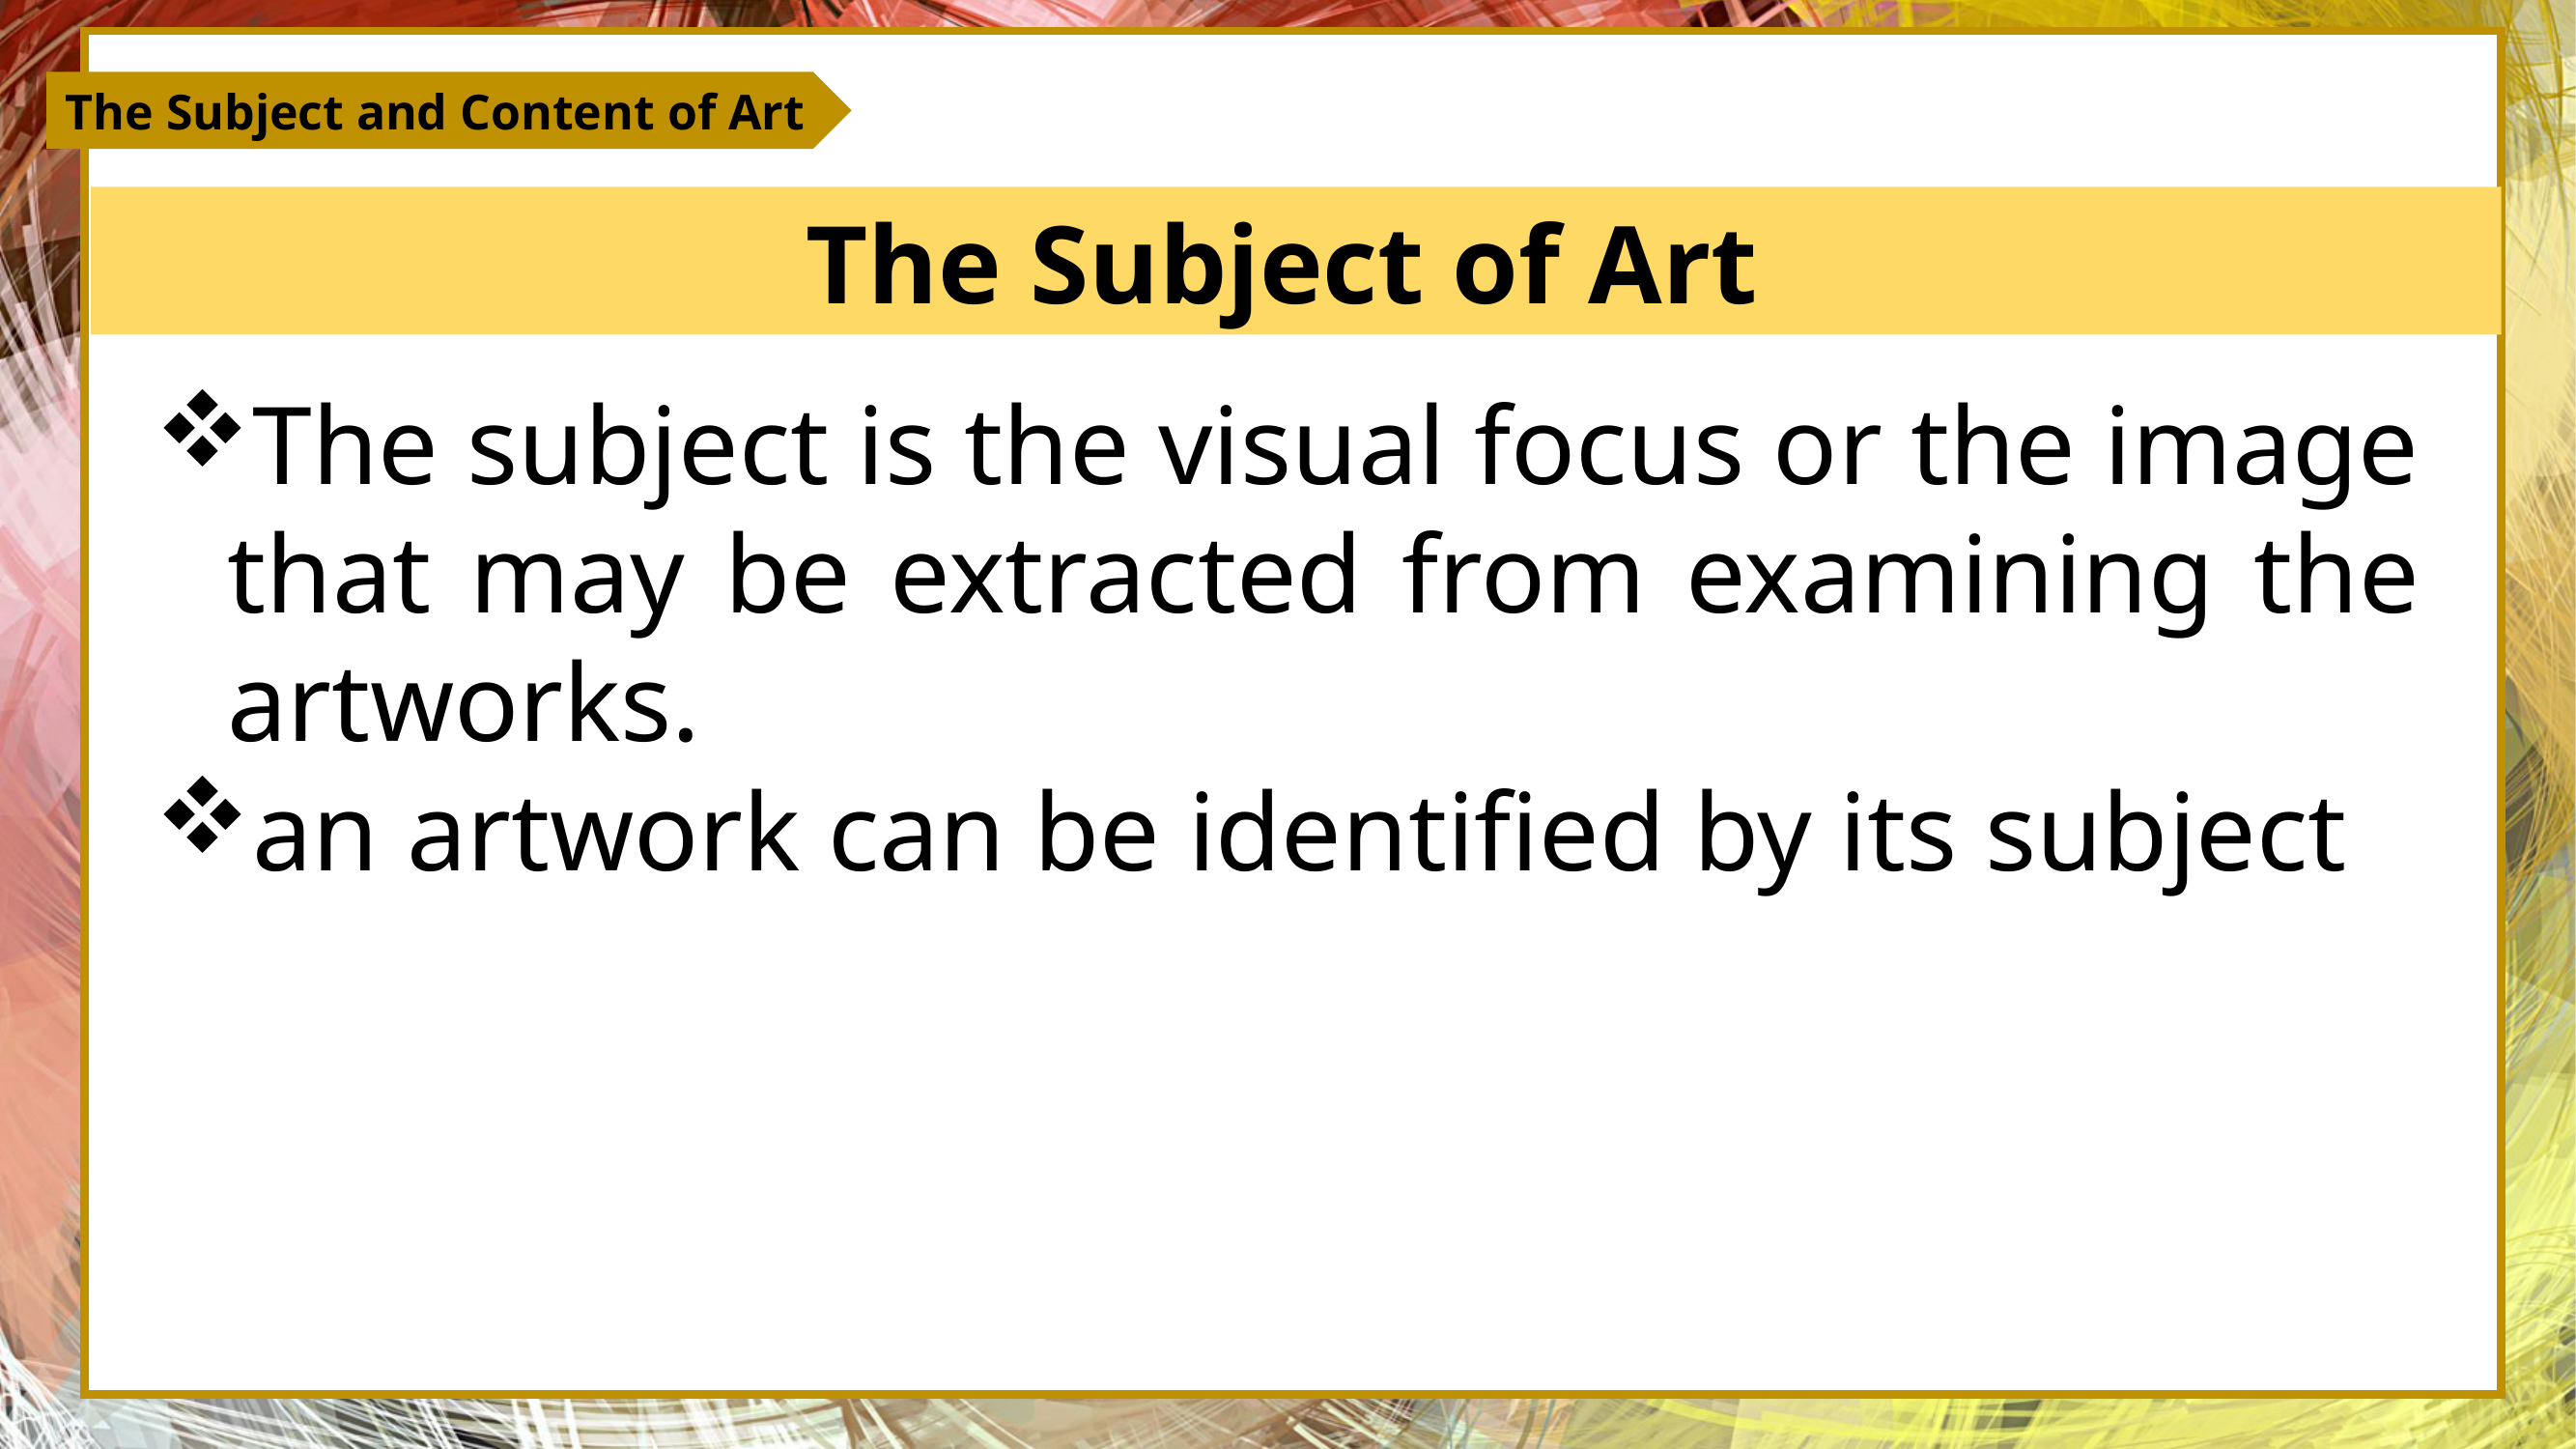 The Subject and Content of Art
The Subject of Art
❖The subject is the visual focus or the image
that may be extracted from examining the
artworks.
❖an artwork can be identified by its subject